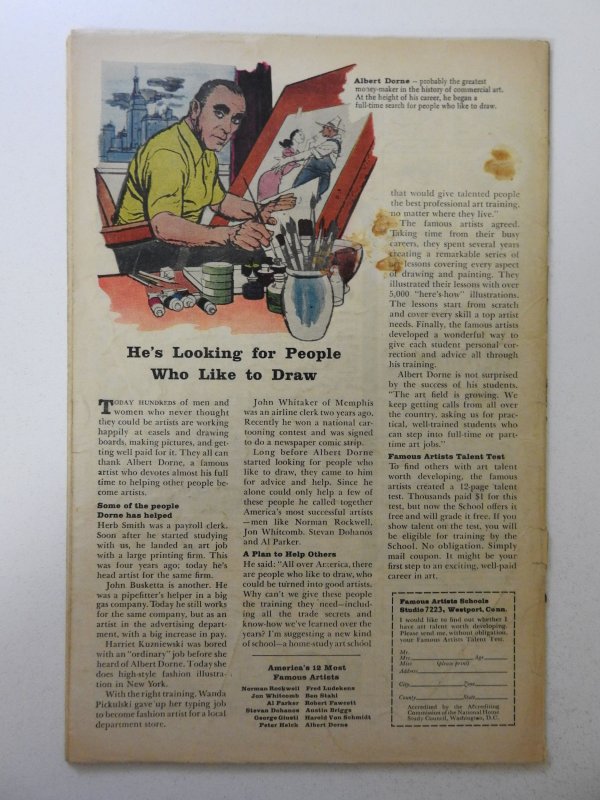 Albert Dorne — probably the greatest
money-maker in the history of commercial art.
At the height of his career, he began a
full-time search for people who like to draw.
He's Looking for People
Who Like to Draw
TODAY HUNDREDS of men and
women who never thought
they could be artists are working
happily at easels and drawing
boards, making pictures, and get-
ting well paid for it. They all can
thank Albert Dorne, a famous
artist who devotes almost his full
time to helping other people be-
come artists.
Some of the people
Dorne has helped
Herb Smith was a payroll clerk.
Soon after he started studying
with us, he landed an art job
with a large printing firm. This
was four years ago; today he's
head artist for the same firm.
John Busketta is another. He
was a pipefitter's helper in a big
gas company. Today he still works
for the same company, but as an
artist in the advertising depart-
ment, with a big increase in pay.
Harriet Kuzniewski was bored
with an "ordinary" job before she
heard of Albert Dorne. Today she
does high-style fashion illustra-
tion in New York.
With the right training, Wanda
Pickulski gave up her typing job
to become fashion artist for a local
department store.
John Whitaker of Memphis
was an airline clerk two years ago.
Recently he won a national car-
tooning contest and was signed
to do a newspaper comic strip.
Long before Albert Dorne
started looking for people who
like to draw, they came to him
for advice and help. Since he
alone could only help a few of
these people he called together
America's most successful artists
—men like Norman Rockwell,
Jon Whitcomb, Stevan Dohanos
and Al Parker.
A Plan to Help Others
He said: "All over America, there
are people who like to draw, who
could be turned into good artists.
Why can't we give these people
the training they need—includ-
ing all the trade secrets and
know-how we've learned over the
years? I'm suggesting a new kind
of school—a home-study art school
America's 12 Most
Famous Artists
Norman Rockwell Fred Ludekens
Jon Whitcomb Ben Stahl
Al Parker Robert Fawcett
Stevan Dohanos Austin Briggs
George Giusti Harold Von Schmidt
Peter Helck Albert Dorne
that would give talented people
the best professional art training,
no matter where they live."
The famous artists agreed.
Taking time from their busy
careers, they spent several years
creating a remarkable series of
art lessons covering every aspect
of drawing and painting. They
illustrated their lessons with over
5,000 "here's-how" illustrations.
The lessons start from scratch
and cover every skill a top artist
needs. Finally, the famous artists
developed a wonderful way to
give each student personal cor-
rection and advice all through
his training.
Albert Dorne is not surprised
by the success of his students.
"The art field is growing. We
keep getting calls from all over
the country, asking us for prac-
tical, well-trained students who
can step into full-time or part-
time art jobs."
Famous Artists Talent Test
To find others with art talent
worth developing, the famous
artists created a 12-page talent
test. Thousands paid $1 for this
test, but now the School offers it
free and will grade it free. If you
show talent on the test, you will
be eligible for training by the
School. No obligation. Simply
mail coupon. It might be your
first step to an exciting, well-paid
career in art.
Famous Artists Schools
Studio 7223, Westport, Conn.
I would like to find out whether I
have art talent worth developing.
Please send me, without obligation,
your Famous Artists Talent Test.
Mr.
Mrs. Age
Miss (please print)
Address
City Zone
County State
Accredited by the Accrediting
Commission of the National Home
Study Council, Washington, D.C.